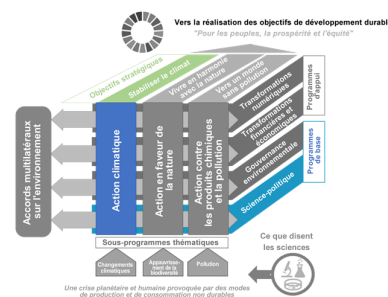 Vers la réalisation des objectifs de développement durabl
"Pour les peuples, la prospérité et l'équité"
Objectifs stratégiques
Stabiliser le climat
Vivre en harmonie
avec la nature
Vers un monde
sans pollution
Accords multilatéraux
sur l'environnement
Action climatique
Action en faveur de
la nature
Action contre
les produits chimiques
et la pollution
Transformations
numériques
Transformations
financières et
économiques
Gouvernance
environnementale
Science-politique
Programmes
d'appui
Programmes
de base
Sous-programmes thématiques
Changements
climatiques
Appauvrisse-
ment de la
biodiversité
Pollution
Ce que disent
les sciences
Une crise planétaire et humaine provoquée par des modes
de production et de consommation non durables